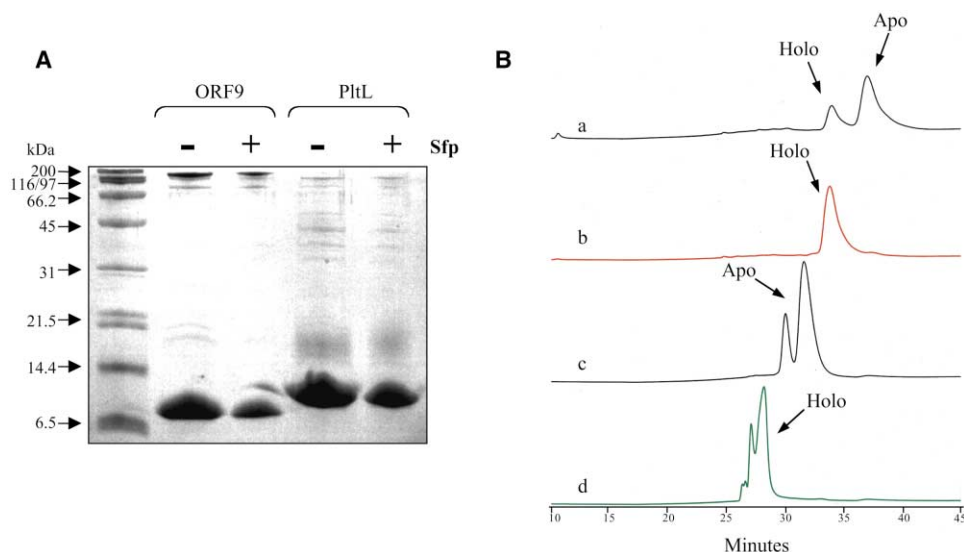 A
ORF9 PltL
- + - + Sfp
kDa
200
116/97
66.2
45
31
21.5
14.4
6.5
B
Apo
Holo
a
Holo
b
Apo
c
Holo
d
10 15 20 25 30 35 40 45
Minutes